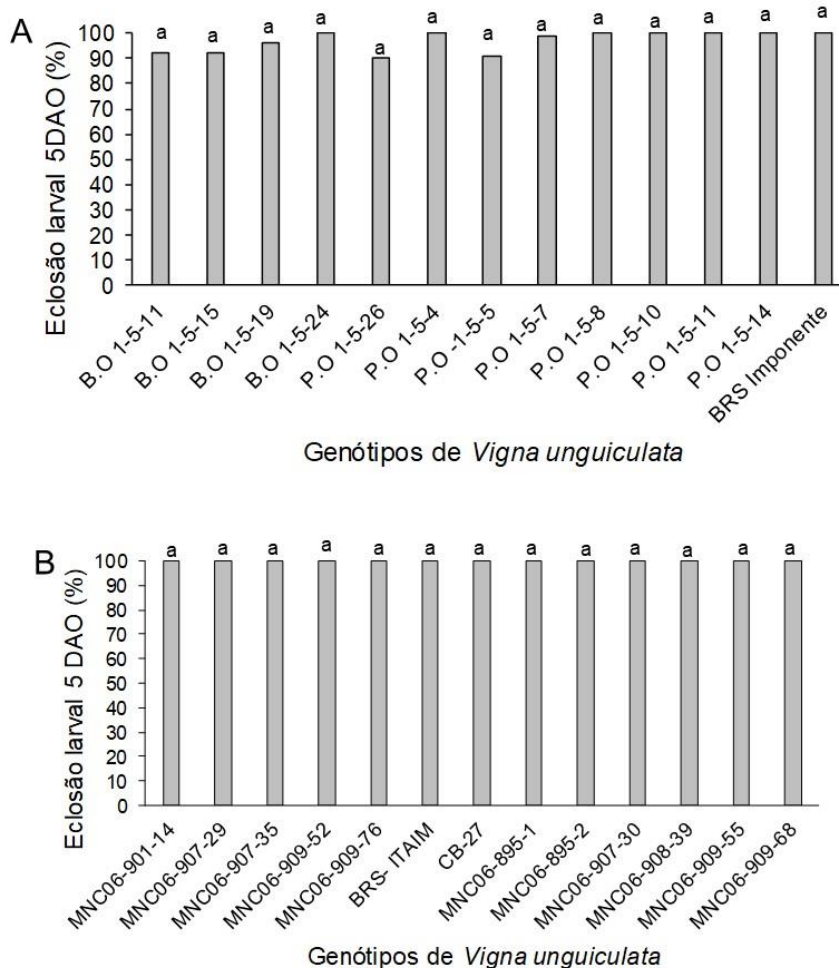 A
a a a a a a a a a a a a a
Eclosão larval 5DAO (%)
100
90
80
70
60
50
40
30
20
10
0
B.O 1-5-11
B.O 1-5-15
B.O 1-5-19
B.O 1-5-24
P.O 1-5-26
P.O 1-5-4
P.O -1-5-5
P.O 1-5-7
P.O 1-5-8
P.O 1-5-10
P.O 1-5-11
P.O 1-5-14
BRS Imponente
Genótipos de Vigna unguiculata
B
a a a a a a a a a a a a a
Eclosão larval 5 DAO (%)
100
90
80
70
60
50
40
30
20
10
0
MNC06-901-14
MNC06-907-29
MNC06-907-35
MNC06-909-52
MNC06-909-76
BRS- ITAIM
CB-27
MNC06-895-1
MNC06-895-2
MNC06-907-30
MNC06-908-39
MNC06-909-55
MNC06-909-68
Genótipos de Vigna unguiculata